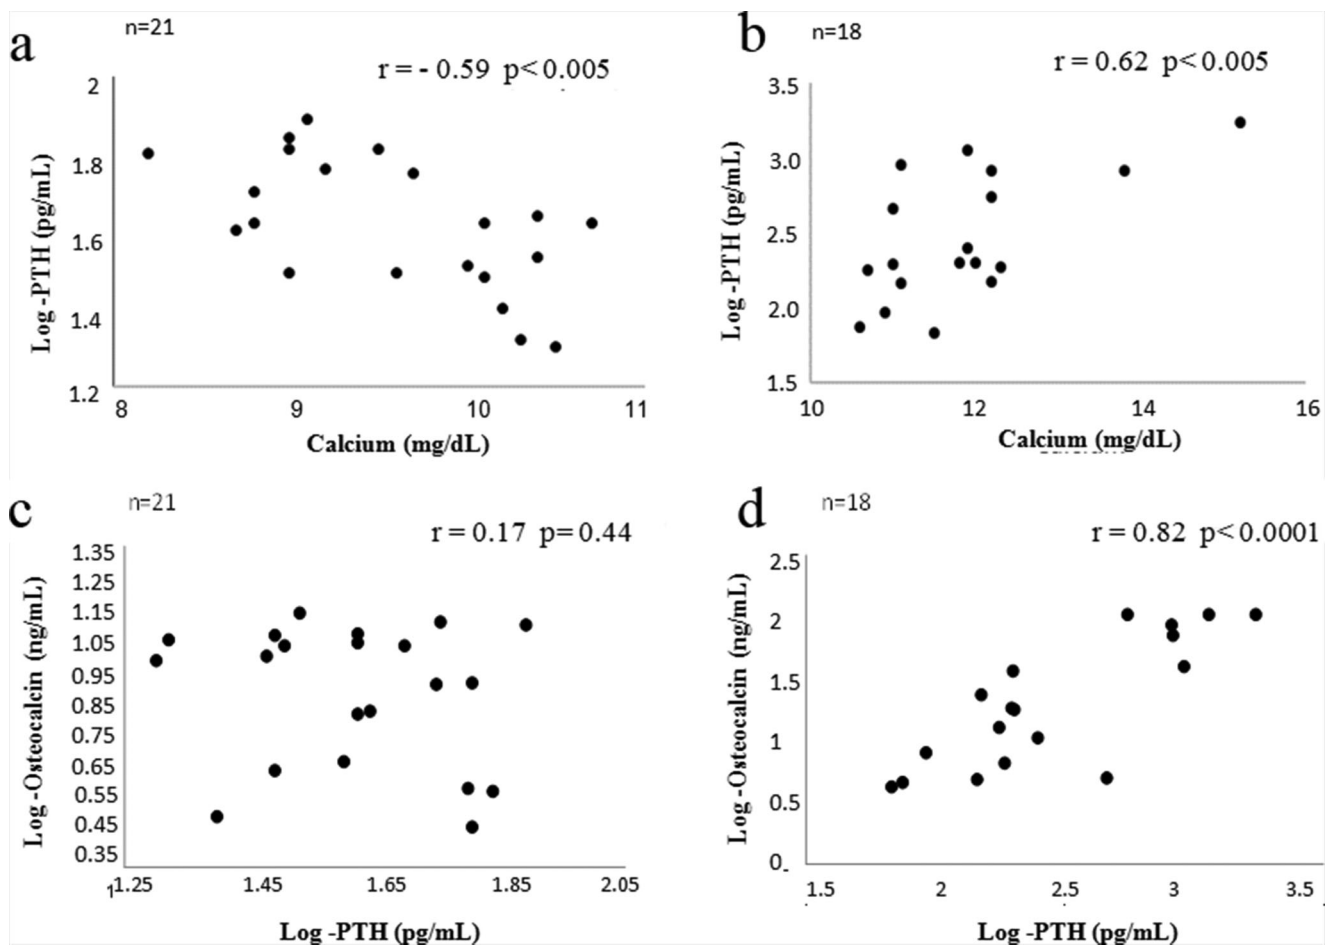 a
n=21
r = - 0.59 p< 0.005
2
1.8
1.6
1.4
1.2
8 9 10 11
Log -PTH (pg/mL)
Calcium (mg/dL)
b
n=18
r = 0.62 p<0.005
3.5
3.0
2.5
2.0
1.5
10 12 14 16
Log -PTH (pg/mL)
Calcium (mg/dL)
c
n=21
r = 0.17 p= 0.44
1.35
1.25
1.15
1.05
0.95
0.85
0.75
0.65
0.55
0.45
0.35
1.25 1.45 1.65 1.85 2.05
Log -Osteocalcin (ng/mL)
Log -PTH (pg/mL)
d
n=18
r = 0.82 p< 0.0001
2.5
2
1.5
1
0.5
0.
1.5 2 2.5 3 3.5
Log -Osteocalcin (ng/mL)
Log -PTH (pg/mL)